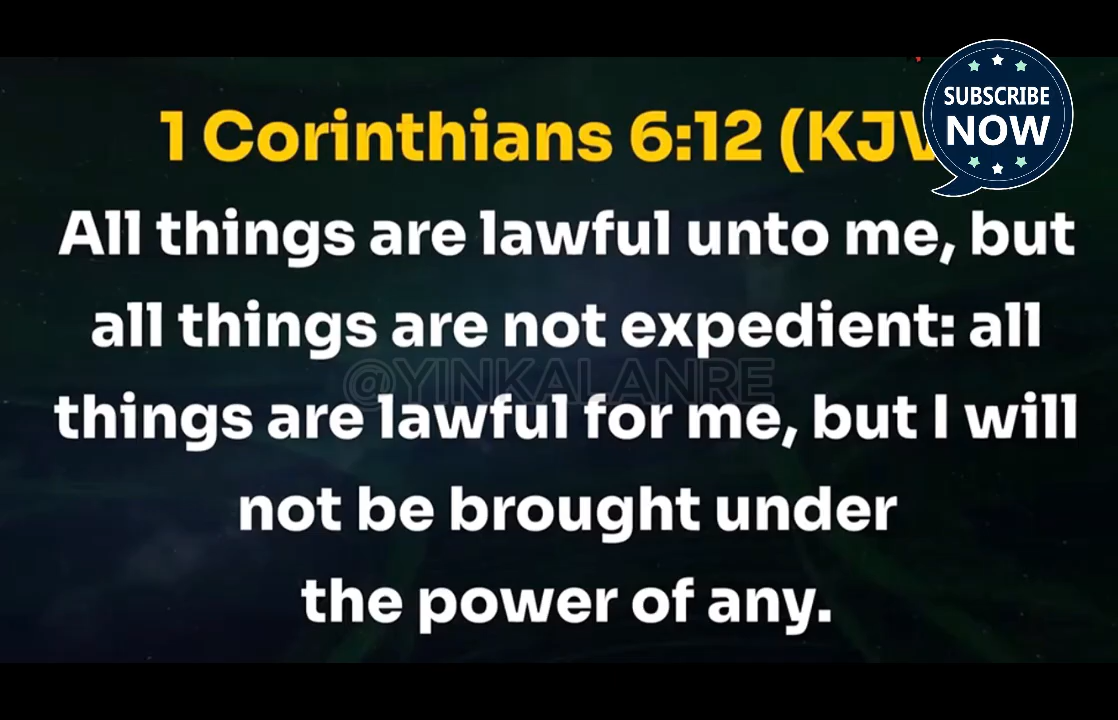 1 Corinthians 6:12 (KJV
SUBSCRIBE
NOW
All things are lawful unto me, but
all things are not expedient: all
@YINKALANRE
things are lawful for me, but I will
not be brought under
the power of any.